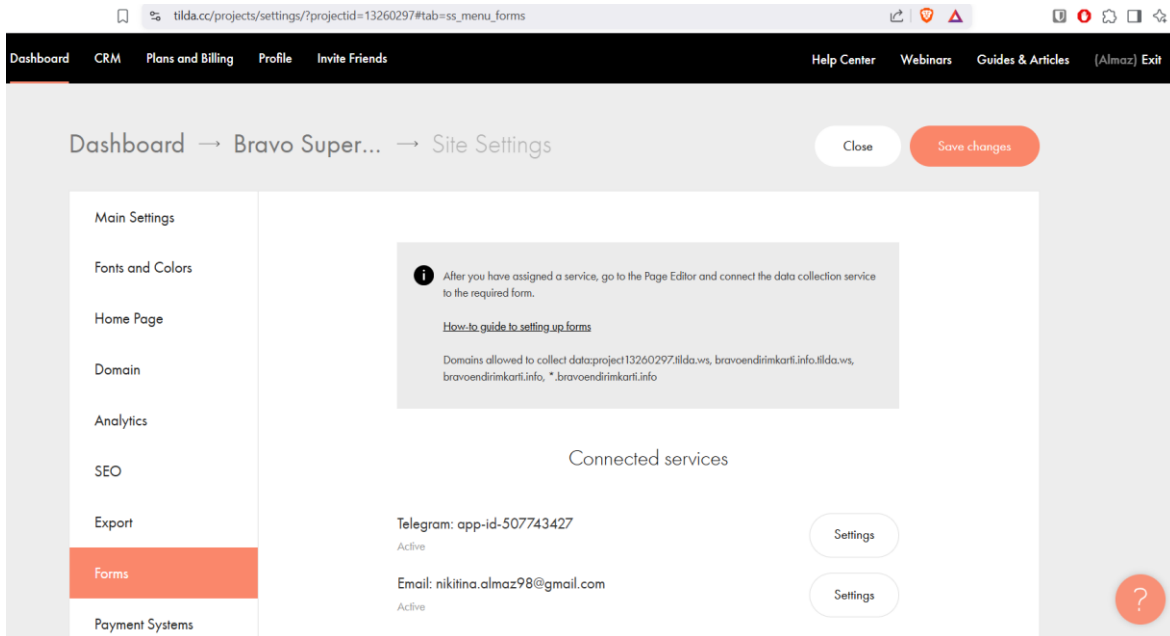 tilda.cc/projects/settings/?projectid=13260297#tab=ss_menu_forms
Dashboard CRM Plans and Billing Profile Invite Friends Help Center Webinars Guides & Articles (Almaz) Exit
Dashboard → Bravo Super... → Site Settings
Close
Save changes
Main Settings
Fonts and Colors
Home Page
Domain
Analytics
SEO
Export
Forms
Payment Systems
After you have assigned a service, go to the Page Editor and connect the data collection service
to the required form.
How-to guide to setting up forms
Domains allowed to collect data:project13260297.tilda.ws, bravoendirimkarti.info.tilda.ws,
bravoendirimkarti.info, *.bravoendirimkarti.info
Connected services
Telegram: app-id-507743427
Active
Settings
Email: nikitina.almaz98@gmail.com
Active
Settings
?